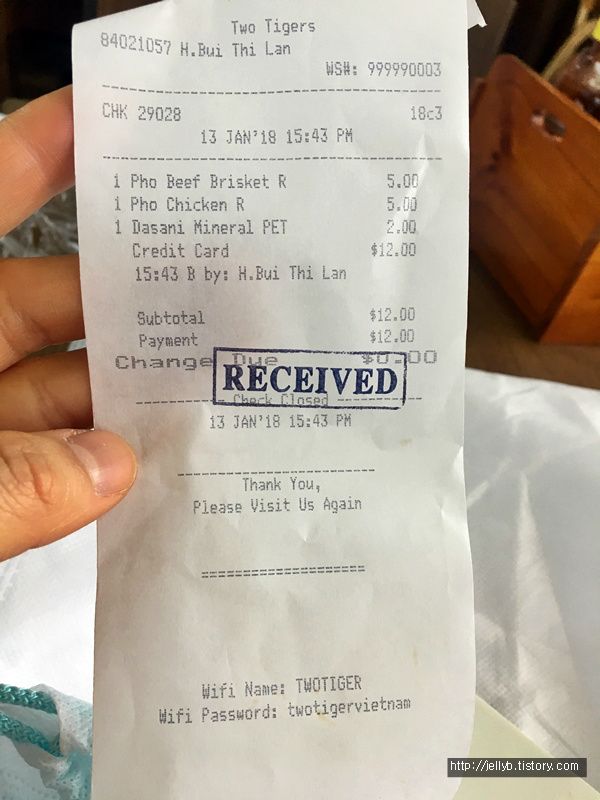 Two Tigers
84021057 H.Bui Thi Lan
WS#: 999990003
CHK 29028 18c3
13 JAN'18 15:43 PM
1 Pho Beef Brisket R 5.00
1 Pho Chicken R 5.00
1 Dasani Mineral PET 2.00
Credit Card $12.00
15:43 B by: H.Bui Thi Lan
Subtotal $12.00
Payment $12.00
Change Due $0.00
RECEIVED
Check Closed
13 JAN'18 15:43 PM
Thank You,
Please Visit Us Again
Wifi Name: TWOTIGER
Wifi Password: twotigervietnam
http://jellyb.tistory.com